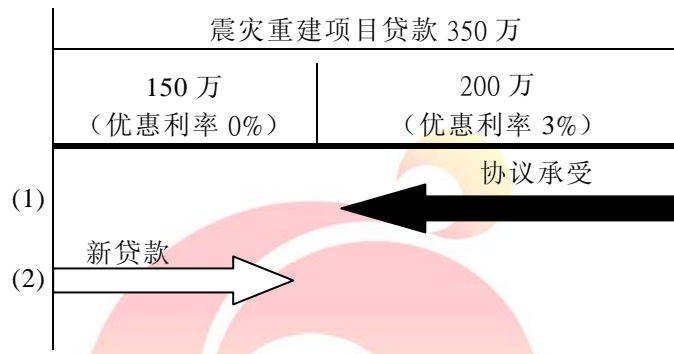 震灾重建项目贷款 350 万
150 万
（优惠利率 0%）
200 万
（优惠利率 3%）
协议承受
(1)
新贷款
(2)